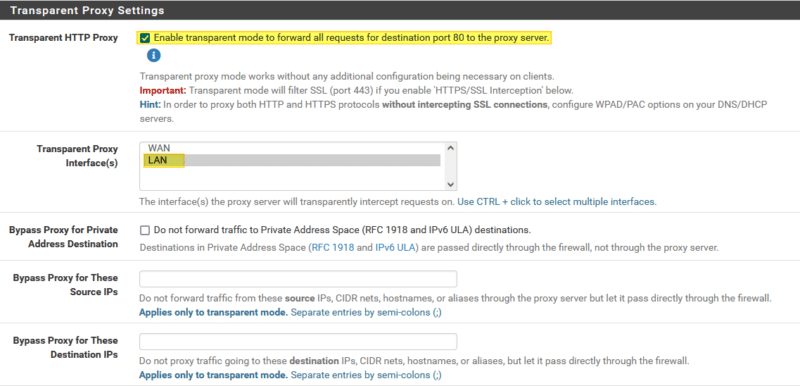 Transparent Proxy Settings
Transparent HTTP Proxy
Enable transparent mode to forward all requests for destination port 80 to the proxy server.
Transparent proxy mode works without any additional configuration being necessary on clients.
Important: Transparent mode will filter SSL (port 443) if you enable 'HTTPS/SSL Interception' below.
Hint: In order to proxy both HTTP and HTTPS protocols without intercepting SSL connections, configure WPAD/PAC options on your DNS/DHCP
servers.
Transparent Proxy
Interface(s)
WAN
LAN
The interface(s) the proxy server will transparently intercept requests on. Use CTRL + click to select multiple interfaces.
Bypass Proxy for Private
Address Destination
Do not forward traffic to Private Address Space (RFC 1918 and IPv6 ULA) destinations.
Destinations in Private Address Space (RFC 1918 and IPv6 ULA) are passed directly through the firewall, not through the proxy server.
Bypass Proxy for These
Source IPs
Do not forward traffic from these source IPs, CIDR nets, hostnames, or aliases through the proxy server but let it pass directly through the firewall.
Applies only to transparent mode. Separate entries by semi-colons (;)
Bypass Proxy for These
Destination IPs
Do not proxy traffic going to these destination IPs, CIDR nets, hostnames, or aliases, but let it pass directly through the firewall.
Applies only to transparent mode. Separate entries by semi-colons (;)